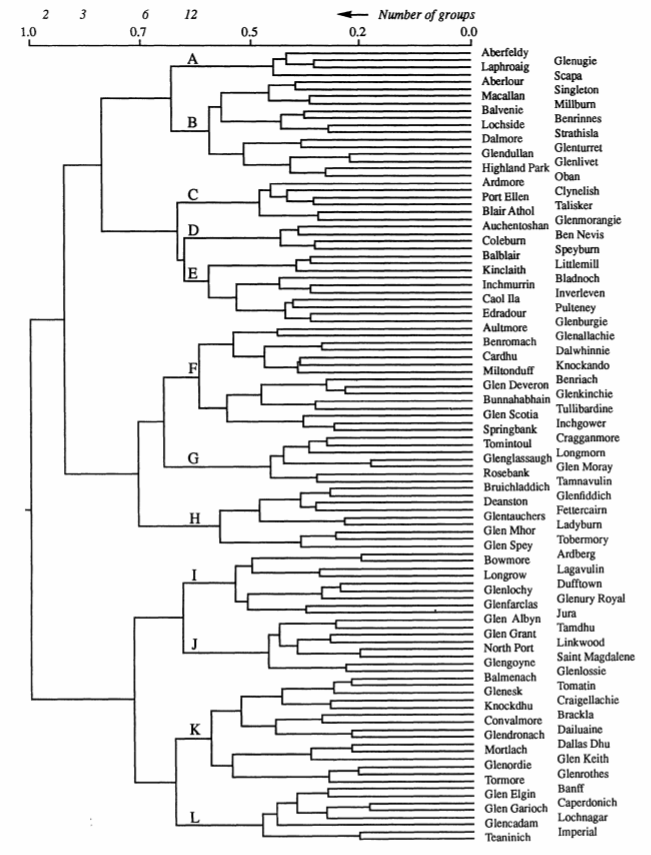 2 3 6 12 Number of groups
1.0 0.7 0.5 0.2 0.0
A
B
C
D
E
F
G
H
I
J
K
L
Aberfeldy
Glenugie
Laphroaig
Scapa
Aberlour
Singleton
Macallan
Millburn
Balvenie
Benrinnes
Lochside
Strathisla
Dalmore
Glenturret
Glendullan
Glenlivet
Highland Park
Oban
Ardmore
Clynelish
Port Ellen
Talisker
Blair Athol
Glenmorangie
Auchentoshan
Ben Nevis
Coleburn
Speyburn
Balblair
Littlemill
Kinclaith
Bladnoch
Inchmurrin
Inverleven
Caol Ila
Pulteney
Edradour
Glenburgie
Aultmore
Glenallachie
Benromach
Dalwhinnie
Cardhu
Knockando
Miltonduff
Benriach
Glen Deveron
Glenkinchie
Bunnahabhain
Tullibardine
Glen Scotia
Inchgower
Springbank
Cragganmore
Tomintoul
Longmorn
Glenglassaugh
Glen Moray
Rosebank
Tamnavulin
Bruichladdich
Glenfiddich
Deanston
Fettercairn
Glentauchers
Ladyburn
Glen Mhor
Tobermory
Glen Spey
Ardberg
Bowmore
Lagavulin
Longrow
Dufftown
Glenlochy
Glenury Royal
Glenfarclas
Jura
Glen Albyn
Tamdhu
Glen Grant
Linkwood
North Port
Saint Magdalene
Glengoyne
Glenlossie
Balmenach
Tomatin
Glenesk
Craigellachie
Knockdhu
Brackla
Convalmore
Dailuaine
Glendronach
Dallas Dhu
Mortlach
Glen Keith
Glenordie
Glenrothes
Tormore
Banff
Glen Elgin
Caperdonich
Glen Garioch
Lochnagar
Glencadam
Imperial
Teaninich